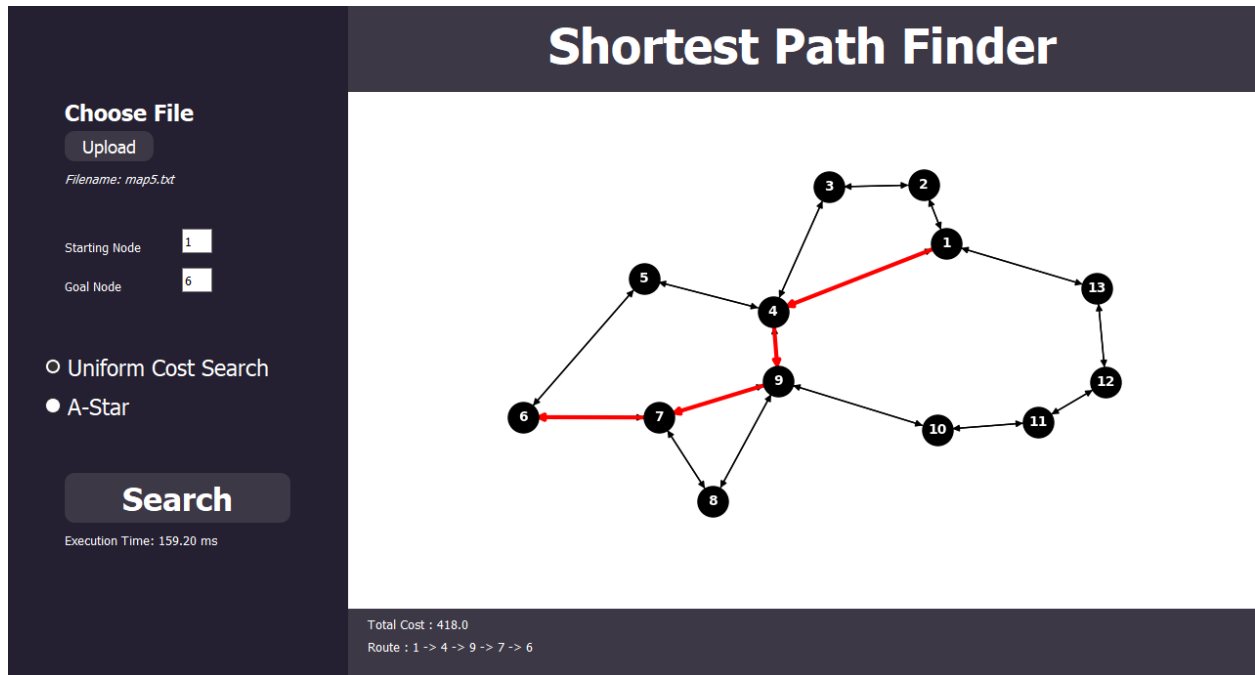 Shortest Path Finder
Choose File
Upload
Filename: map5.txt
Starting Node 1
Goal Node 6
Uniform Cost Search
A-Star
Search
Execution Time: 159.20 ms
3
2
1
5
13
4
9
12
6
7
11
10
8
Total Cost : 418.0
Route : 1 -> 4 -> 9 -> 7 -> 6